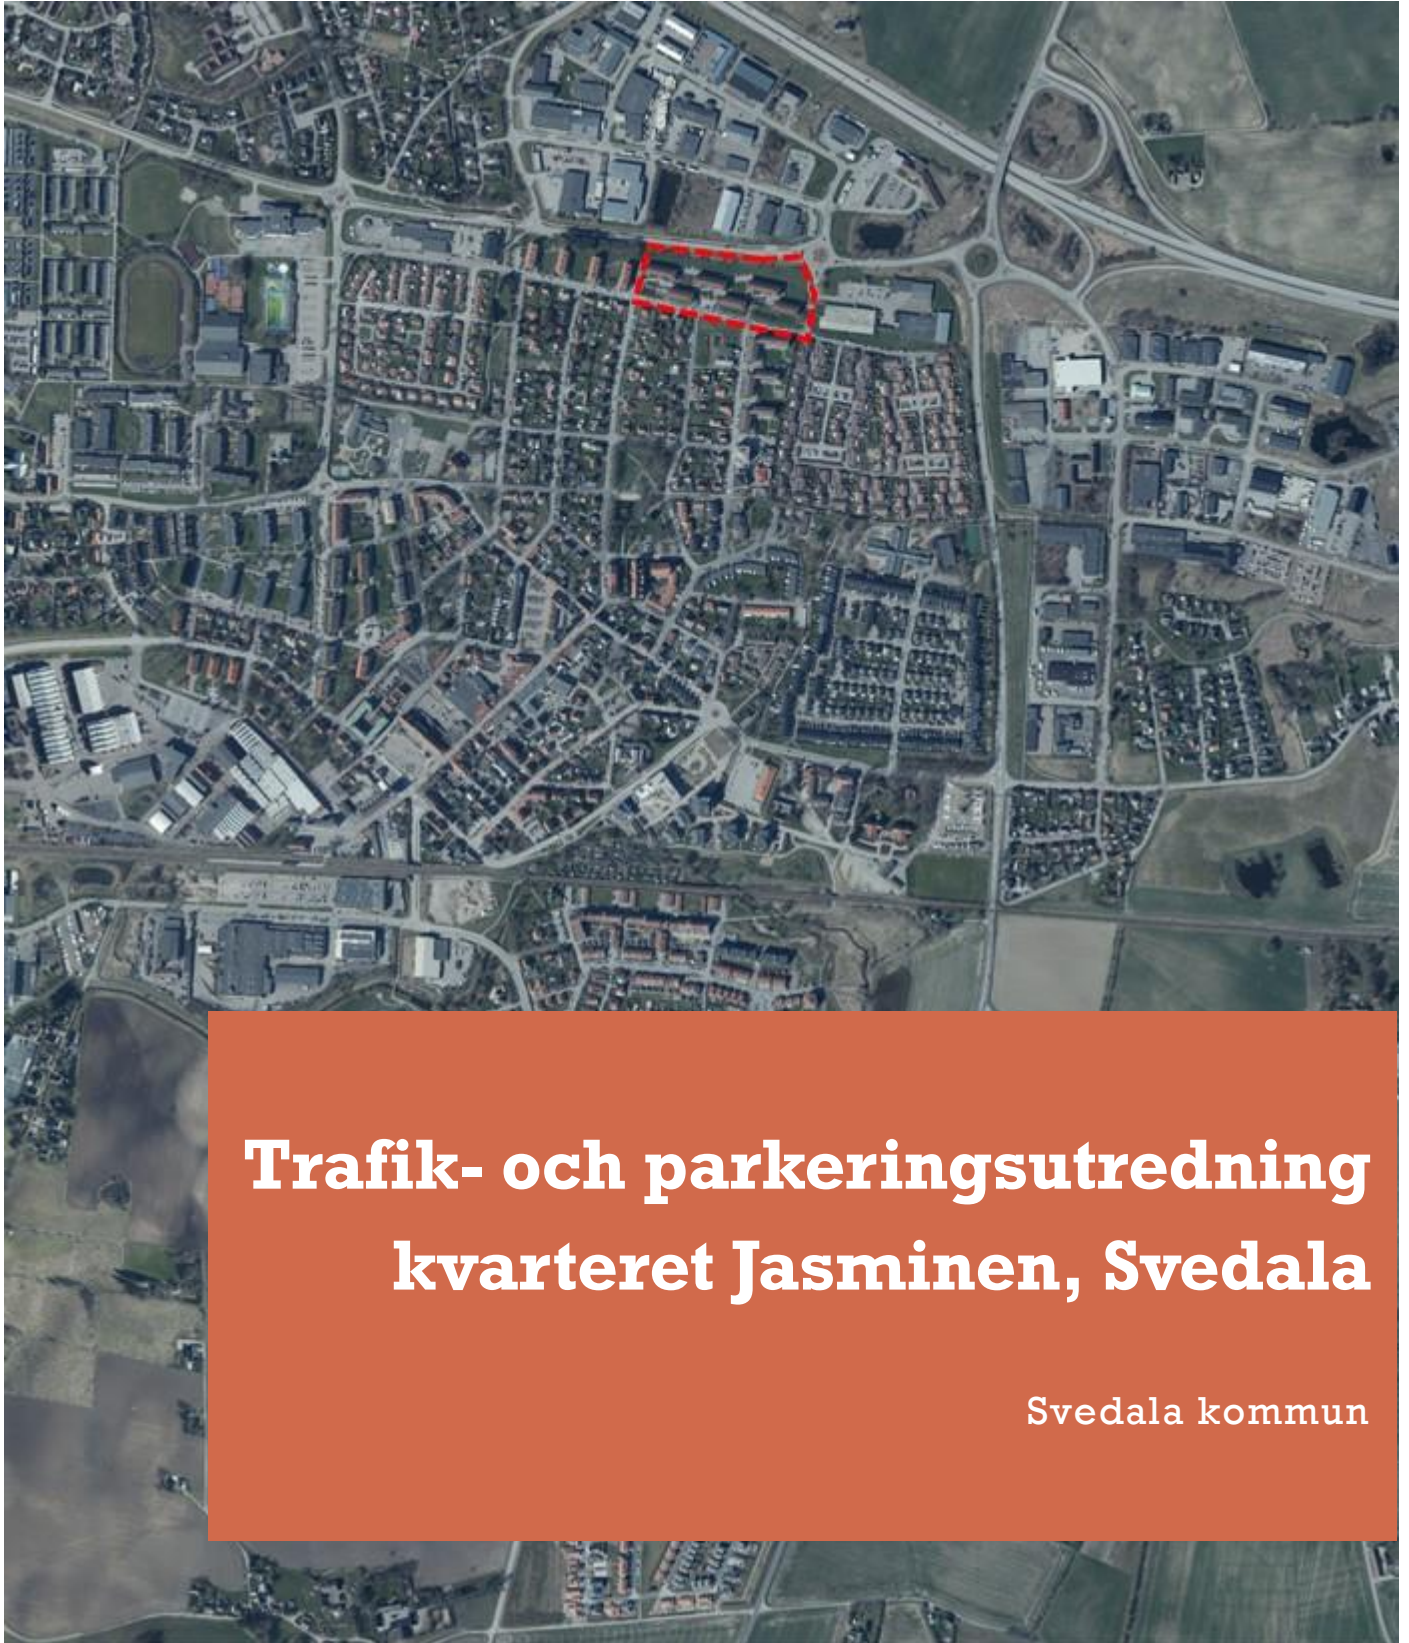 Trafik- och parkeringsutredning
kvarteret Jasminen, Svedala
Svedala kommun